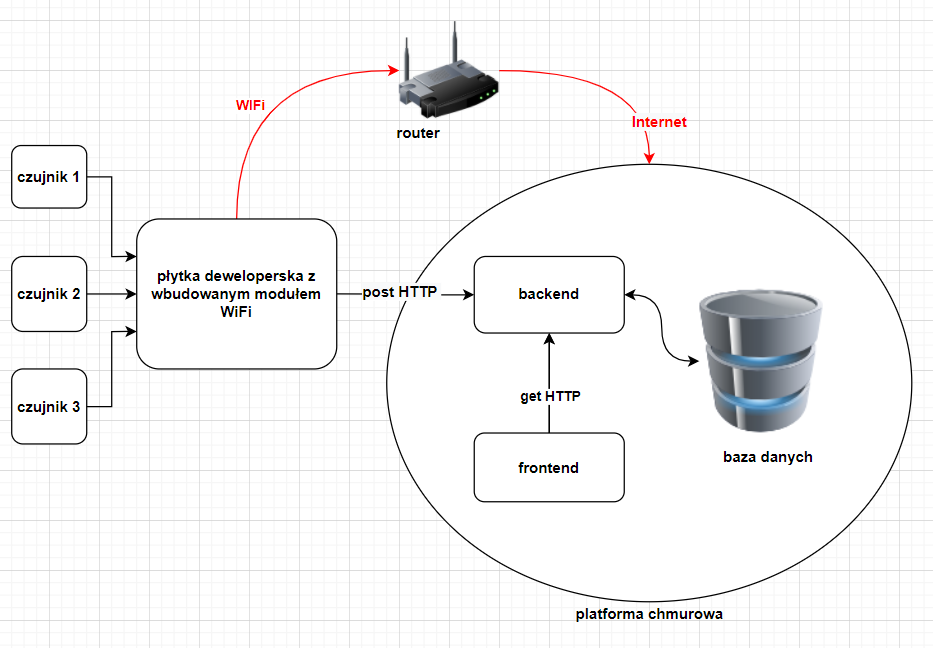 WIFi
router
Internet
czujnik 1
płytka deweloperska z
wbudowanym modułem
WiFi
czujnik 2
post HTTP
backend
get HTTP
czujnik 3
frontend
baza danych
platforma chmurowa